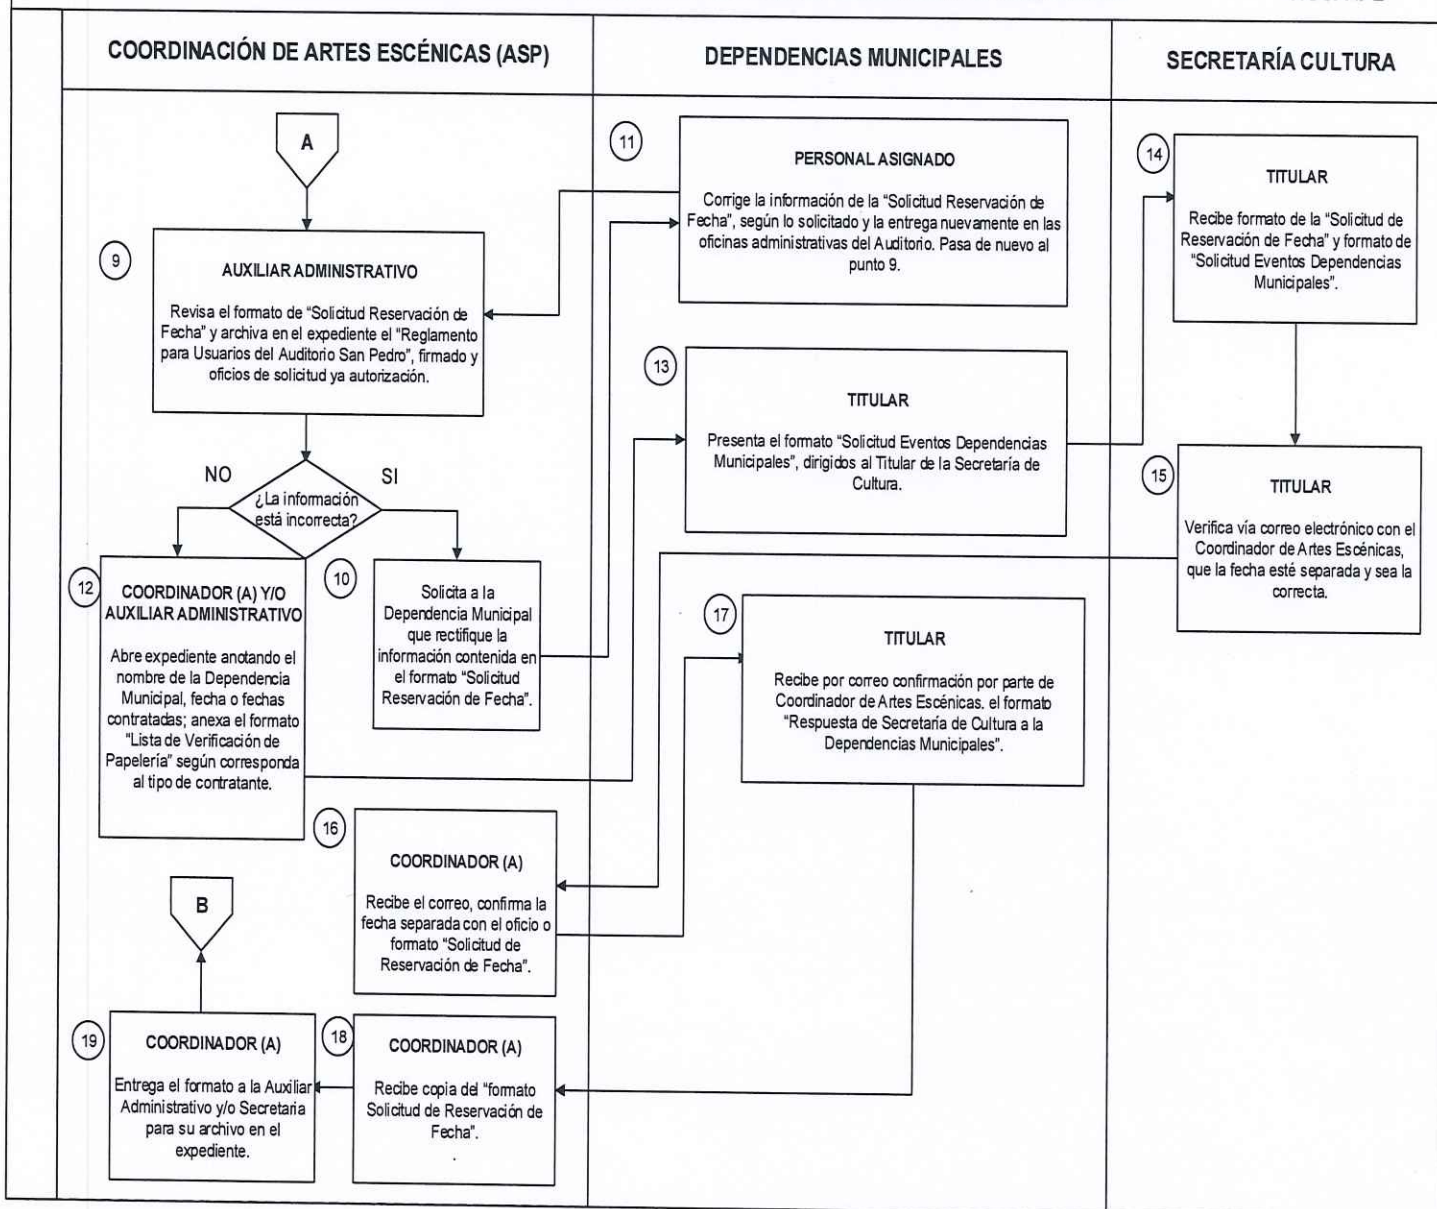 COORDINACIÓN DE ARTES ESCÉNICAS (ASP)
DEPENDENCIAS MUNICIPALES
SECRETARÍA CULTURA
A
9
AUXILIAR ADMINISTRATIVO
Revisa el formato de “Solicitud Reservación de
Fecha” y archiva en el expediente el “Reglamento
para Usuarios del Auditorio San Pedro”, firmado y
oficios de solicitud ya autorización.
NO
SI
¿La información
está incorrecta?
10
Solicita a la
Dependencia Municipal
que rectifique la
información contenida en
el formato “Solicitud
Reservación de Fecha”.
11
PERSONAL ASIGNADO
Corrige la información de la “Solicitud Reservación de
Fecha”, según lo solicitado y la entrega nuevamente en las
oficinas administrativas del Auditorio. Pasa de nuevo al
punto 9.
12
COORDINADOR (A) Y/O
AUXILIAR ADMINISTRATIVO
Abre expediente anotando el
nombre de la Dependencia
Municipal, fecha o fechas
contratadas; anexa el formato
“Lista de Verificación de
Papelería” según corresponda
al tipo de contratante.
13
TITULAR
Presenta el formato “Solicitud Eventos Dependencias
Municipales”, dirigidos al Titular de la Secretaría de
Cultura.
14
TITULAR
Recibe formato de la “Solicitud de
Reservación de Fecha” y formato de
“Solicitud Eventos Dependencias
Municipales”.
15
TITULAR
Verifica vía correo electrónico con el
Coordinador de Artes Escénicas,
que la fecha esté separada y sea la
correcta.
16
COORDINADOR (A)
Recibe el correo, confirma la
fecha separada con el oficio o
formato “Solicitud de
Reservación de Fecha”.
17
TITULAR
Recibe por correo confirmación por parte de
Coordinador de Artes Escénicas. el formato
“Respuesta de Secretaría de Cultura a la
Dependencias Municipales”.
18
COORDINADOR (A)
Recibe copia del “formato
Solicitud de Reservación de
Fecha”.
19
COORDINADOR (A)
Entrega el formato a la Auxiliar
Administrativo y/o Secretaria
para su archivo en el
expediente.
B